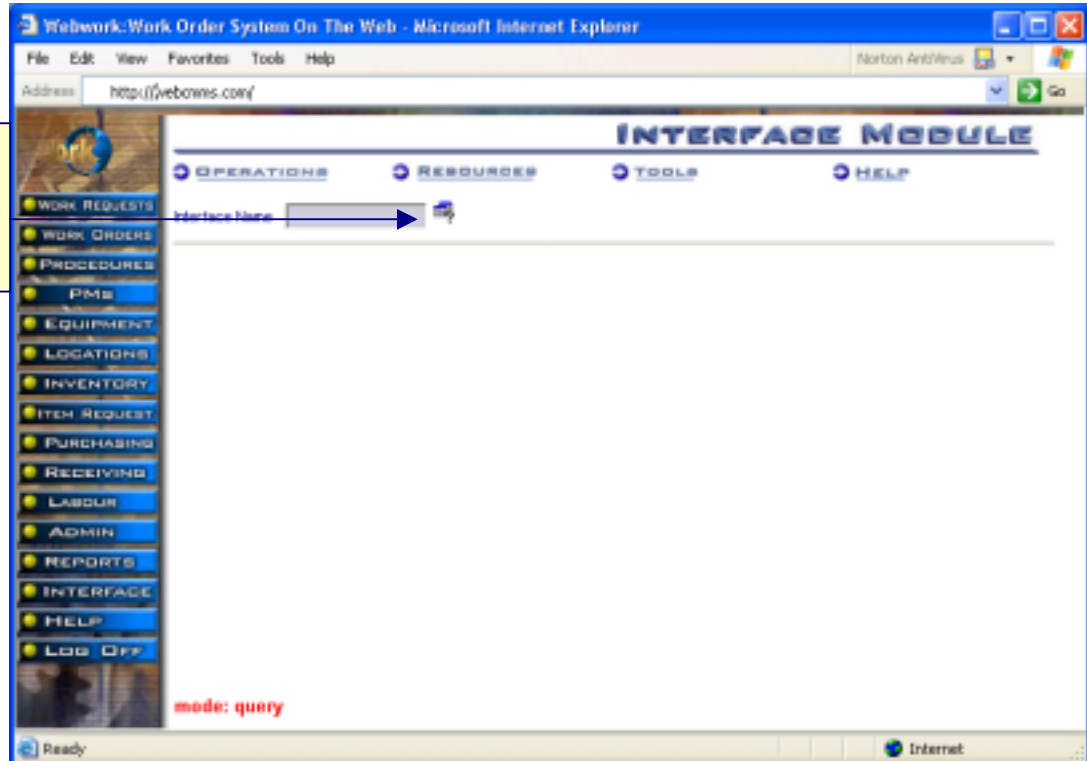 Webwork:Work Order System On The Web - Microsoft Internet Explorer
File Edit View Favorites Tools Help Norton AntiVirus
Address http://webcmms.com/ Go
INTERFACE MODULE
OPERATIONS RESOURCES TOOLS HELP
Interface Name
WORK REQUESTS
WORK ORDERS
PROCEDURES
PMS
EQUIPMENT
LOCATIONS
INVENTORY
ITEM REQUEST
PURCHASING
RECEIVING
LABOUR
ADMIN
REPORTS
INTERFACE
HELP
LOG OFF
mode: query
Ready Internet